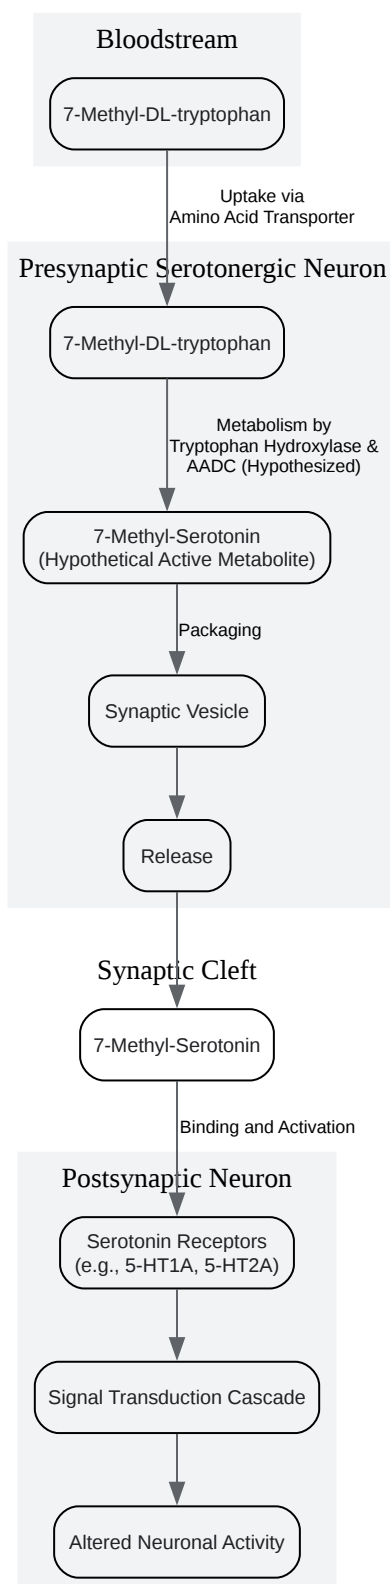 Bloodstream
7-Methyl-DL-tryptophan
Uptake via
Amino Acid Transporter
Presynaptic Serotonergic Neuron
7-Methyl-DL-tryptophan
Metabolism by
Tryptophan Hydroxylase &
AADC (Hypothesized)
7-Methyl-Serotonin
(Hypothetical Active Metabolite)
Packaging
Synaptic Vesicle
Release
Synaptic Cleft
7-Methyl-Serotonin
Binding and Activation
Postsynaptic Neuron
Serotonin Receptors
(e.g., 5-HT1A, 5-HT2A)
Signal Transduction Cascade
Altered Neuronal Activity